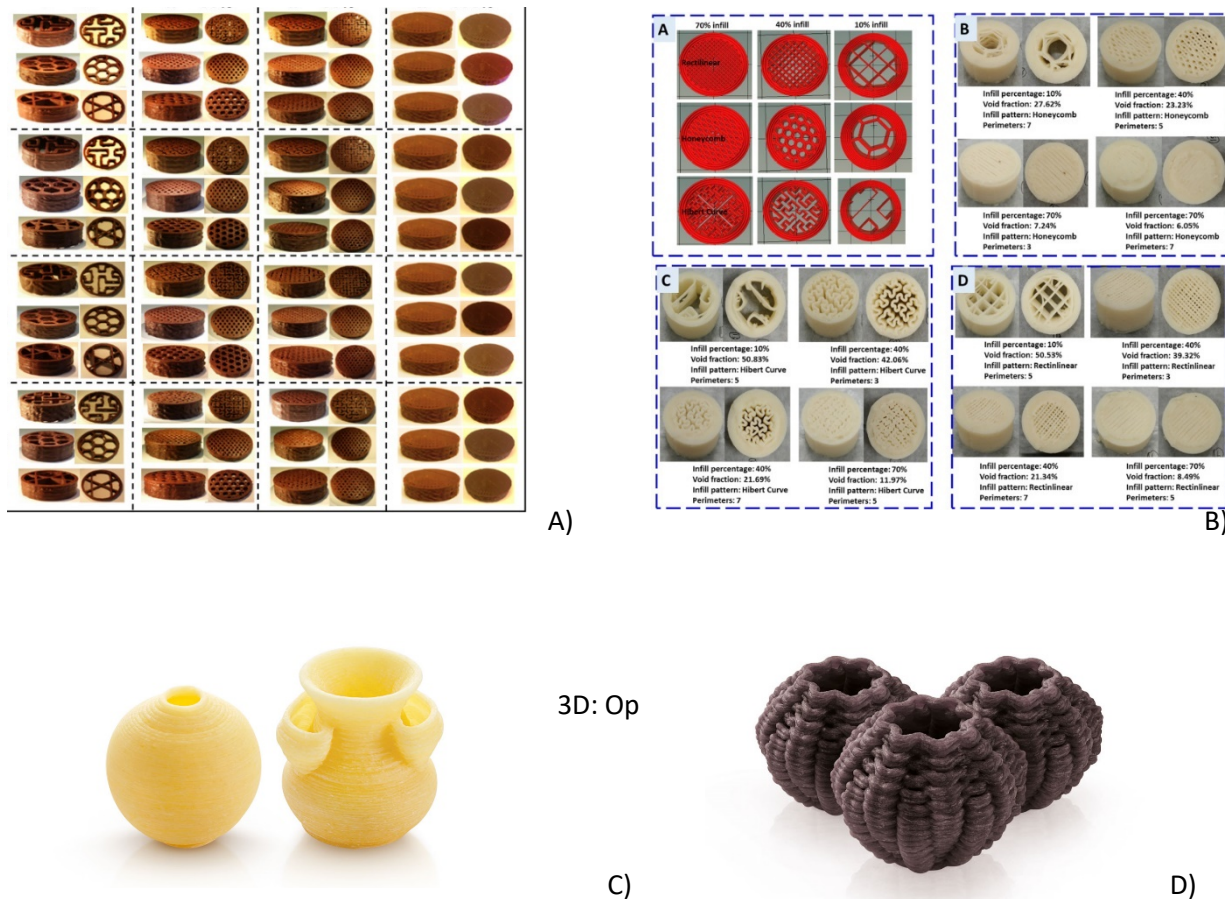 A
70% infill 40% infill 10% infill
Rectilinear
Honeycomb
Hibert Curve
B
Infill percentage: 10%
Void fraction: 27.62%
Infill pattern: Honeycomb
Perimeters: 7
Infill percentage: 40%
Void fraction: 23.23%
Infill pattern: Honeycomb
Perimeters: 5
Infill percentage: 70%
Void fraction: 7.24%
Infill pattern: Honeycomb
Perimeters: 3
Infill percentage: 70%
Void fraction: 6.05%
Infill pattern: Honeycomb
Perimeters: 7
C
Infill percentage: 10%
Void fraction: 50.83%
Infill pattern: Hibert Curve
Perimeters: 5
Infill percentage: 40%
Void fraction: 42.06%
Infill pattern: Hibert Curve
Perimeters: 3
Infill percentage: 40%
Void fraction: 21.69%
Infill pattern: Hibert Curve
Perimeters: 7
Infill percentage: 70%
Void fraction: 11.97%
Infill pattern: Hibert Curve
Perimeters: 5
D
Infill percentage: 10%
Void fraction: 50.53%
Infill pattern: Rectinlinear
Perimeters: 5
Infill percentage: 40%
Void fraction: 39.32%
Infill pattern: Rectinlinear
Perimeters: 3
Infill percentage: 40%
Void fraction: 21.34%
Infill pattern: Rectinlinear
Perimeters: 7
Infill percentage: 70%
Void fraction: 8.49%
Infill pattern: Rectinlinear
Perimeters: 5
A)
B)
3D: Op
C)
D)